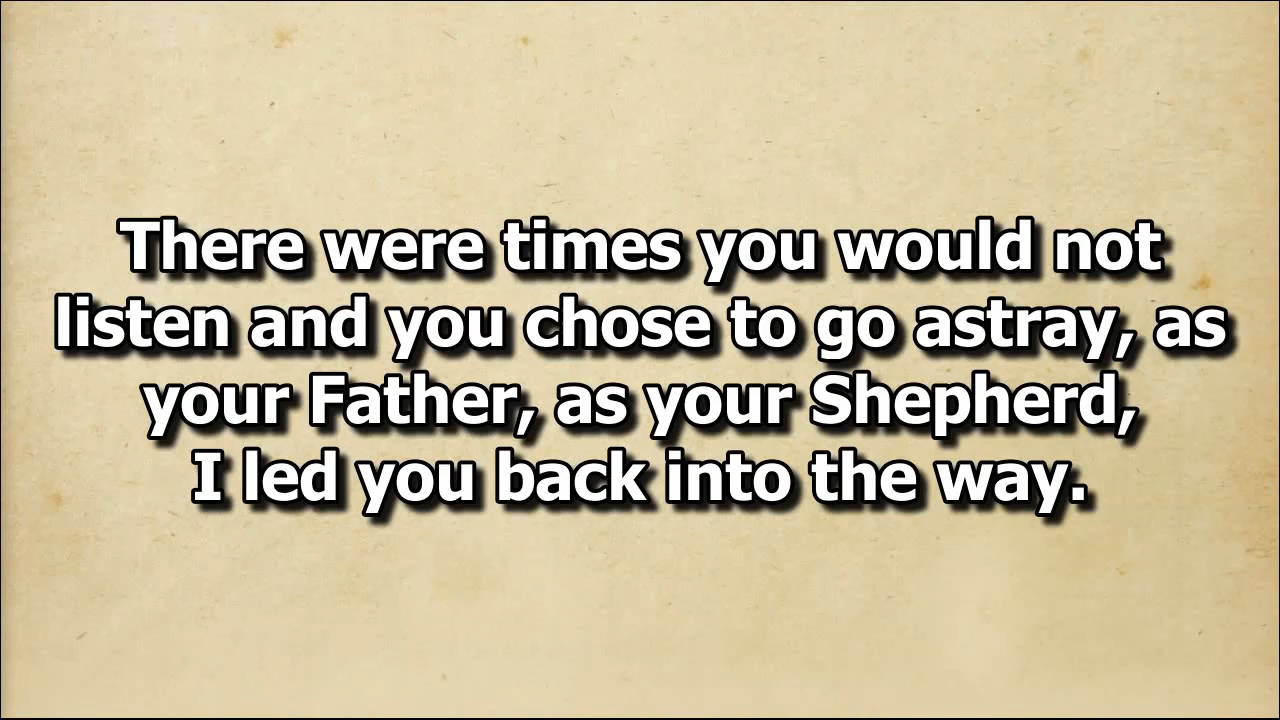 There were times you would not
listen and you chose to go astray, as
your Father, as your Shepherd,
I led you back into the way.